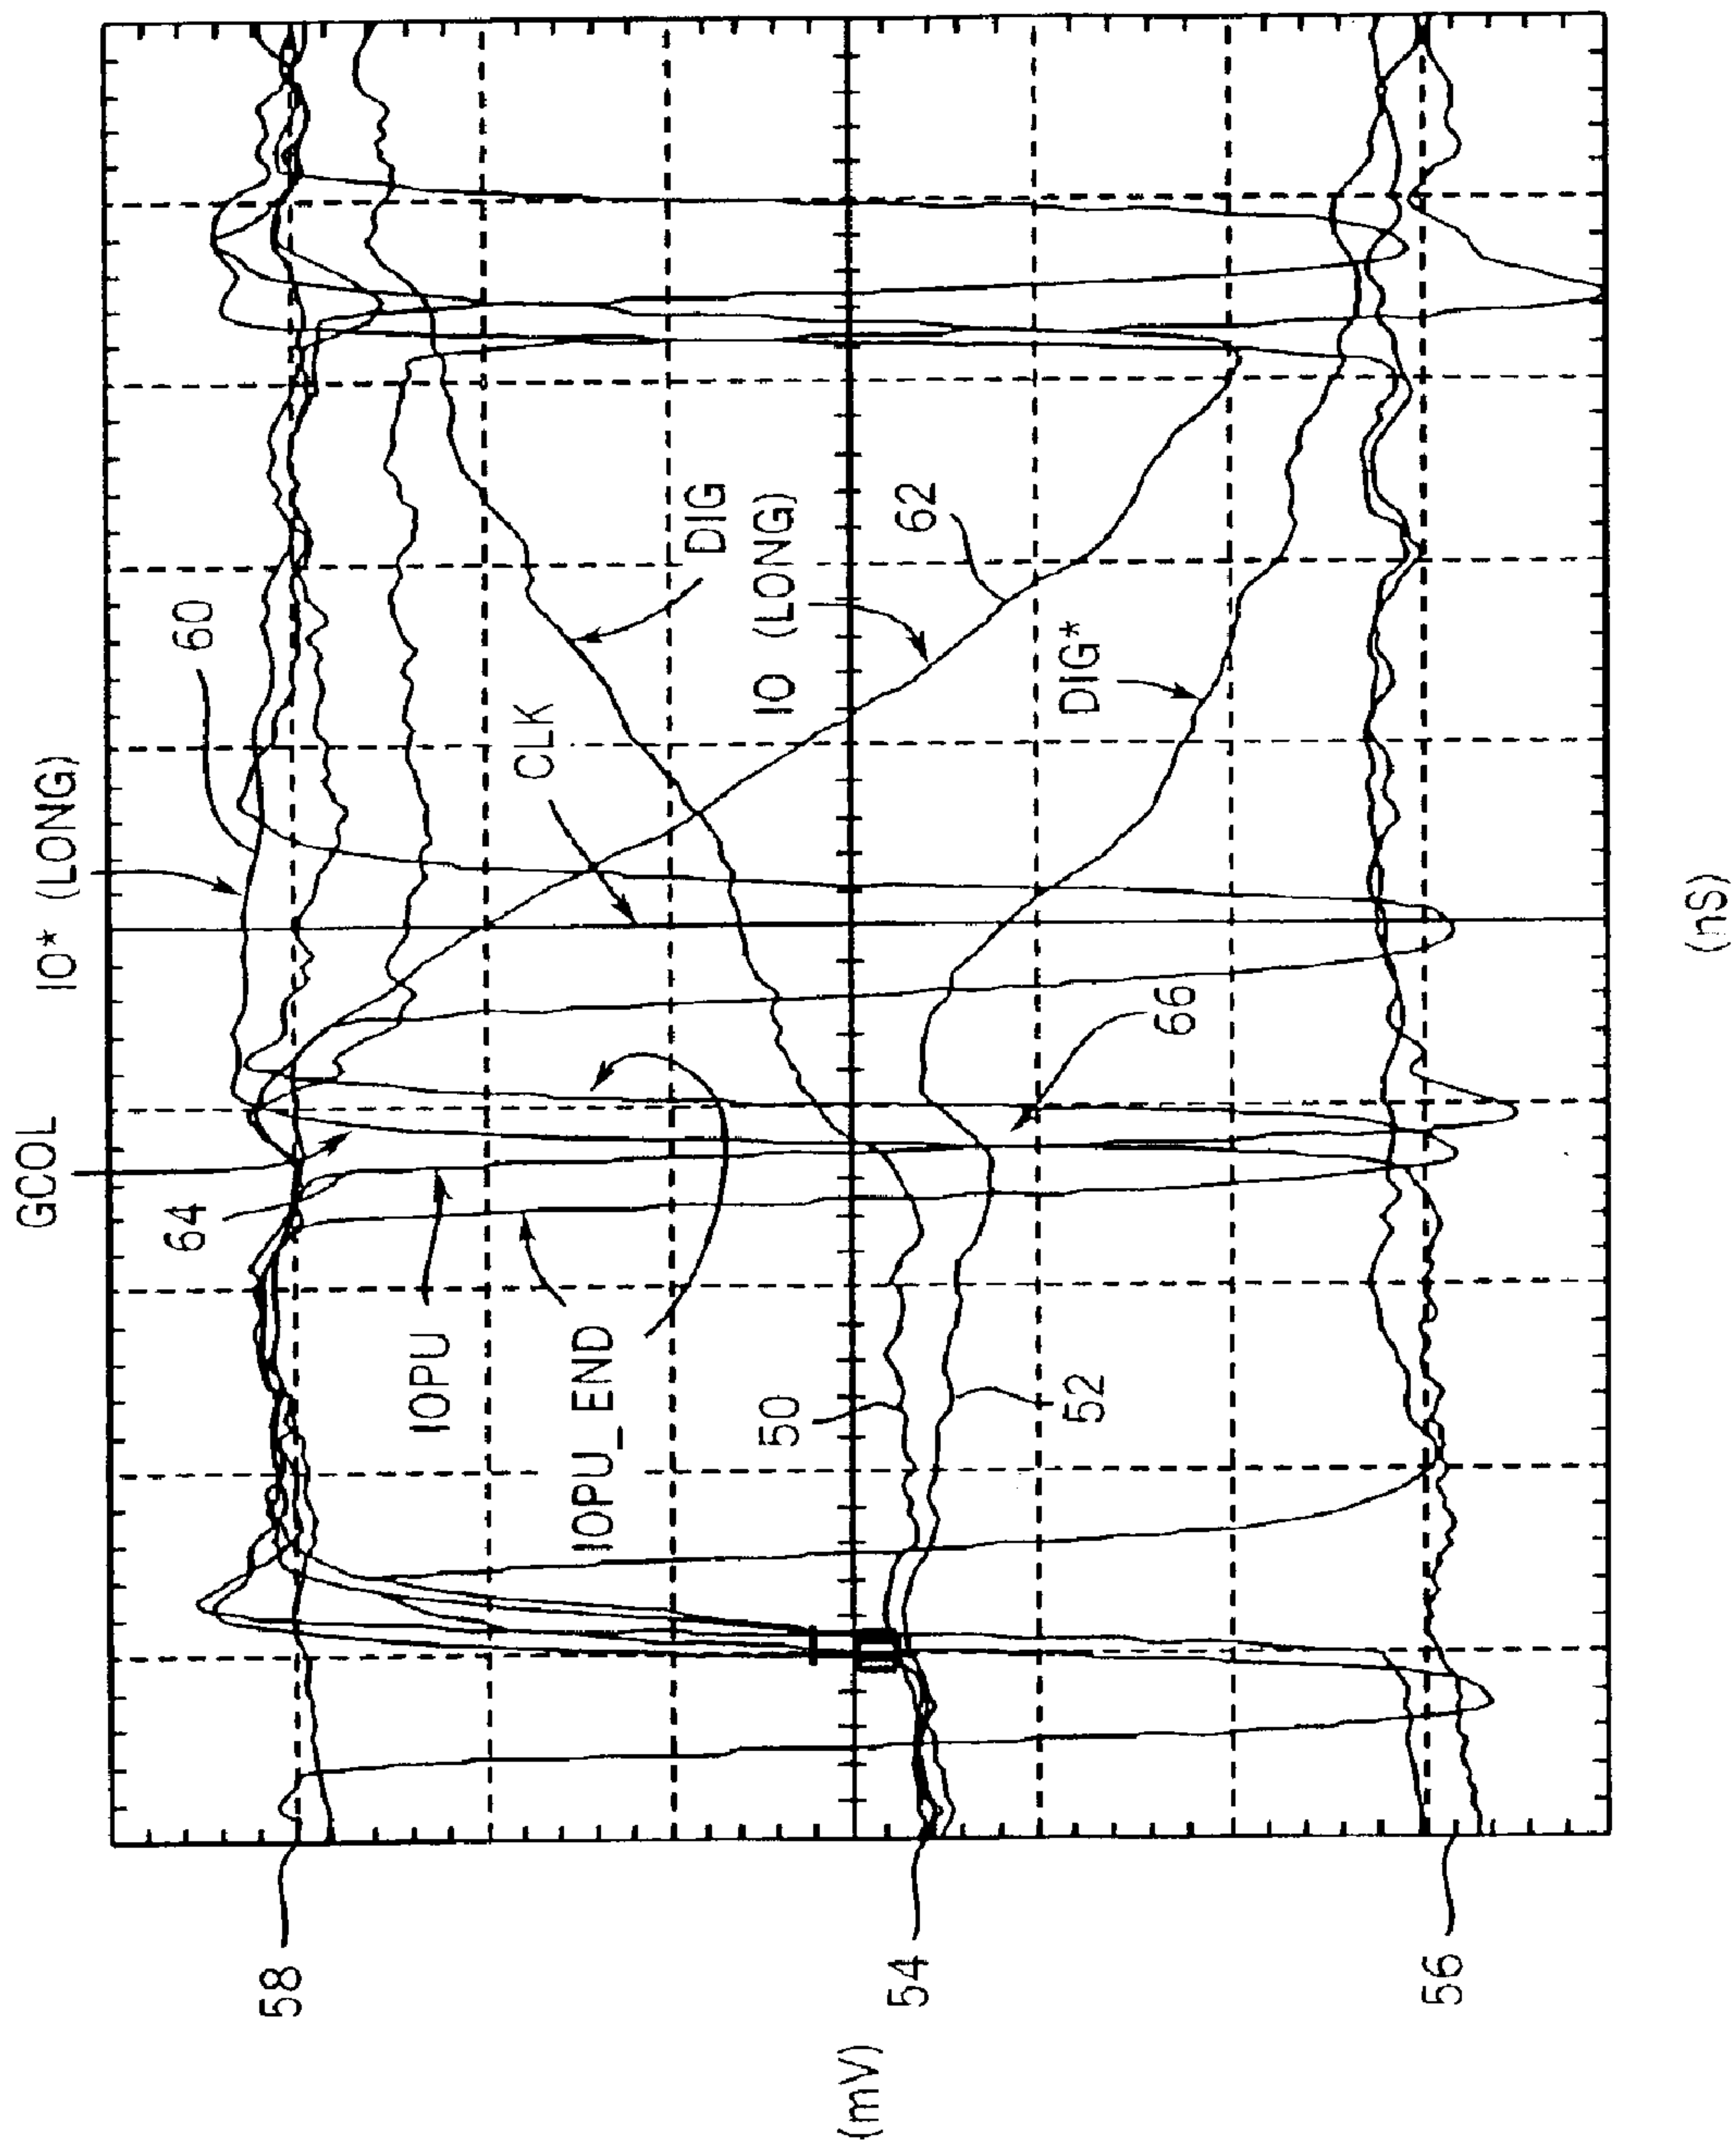 GCOL
IO* (LONG)
60
64
CLK
DIG
IO (LONG)
62
DIG*
66
IOPU
IOPU_END
50
52
58
54
56
(mV)
(nS)